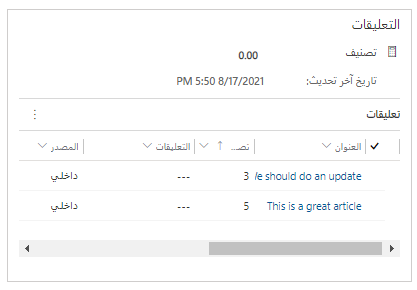 التعليقات
تصنيف 0.00
تاريخ آخر تحديث: 8/17/2021 5:50 PM
تعليقات
العنوان نصـ... التعليقات المصدر
should do an update 3 --- داخلي
This is a great article 5 --- داخلي